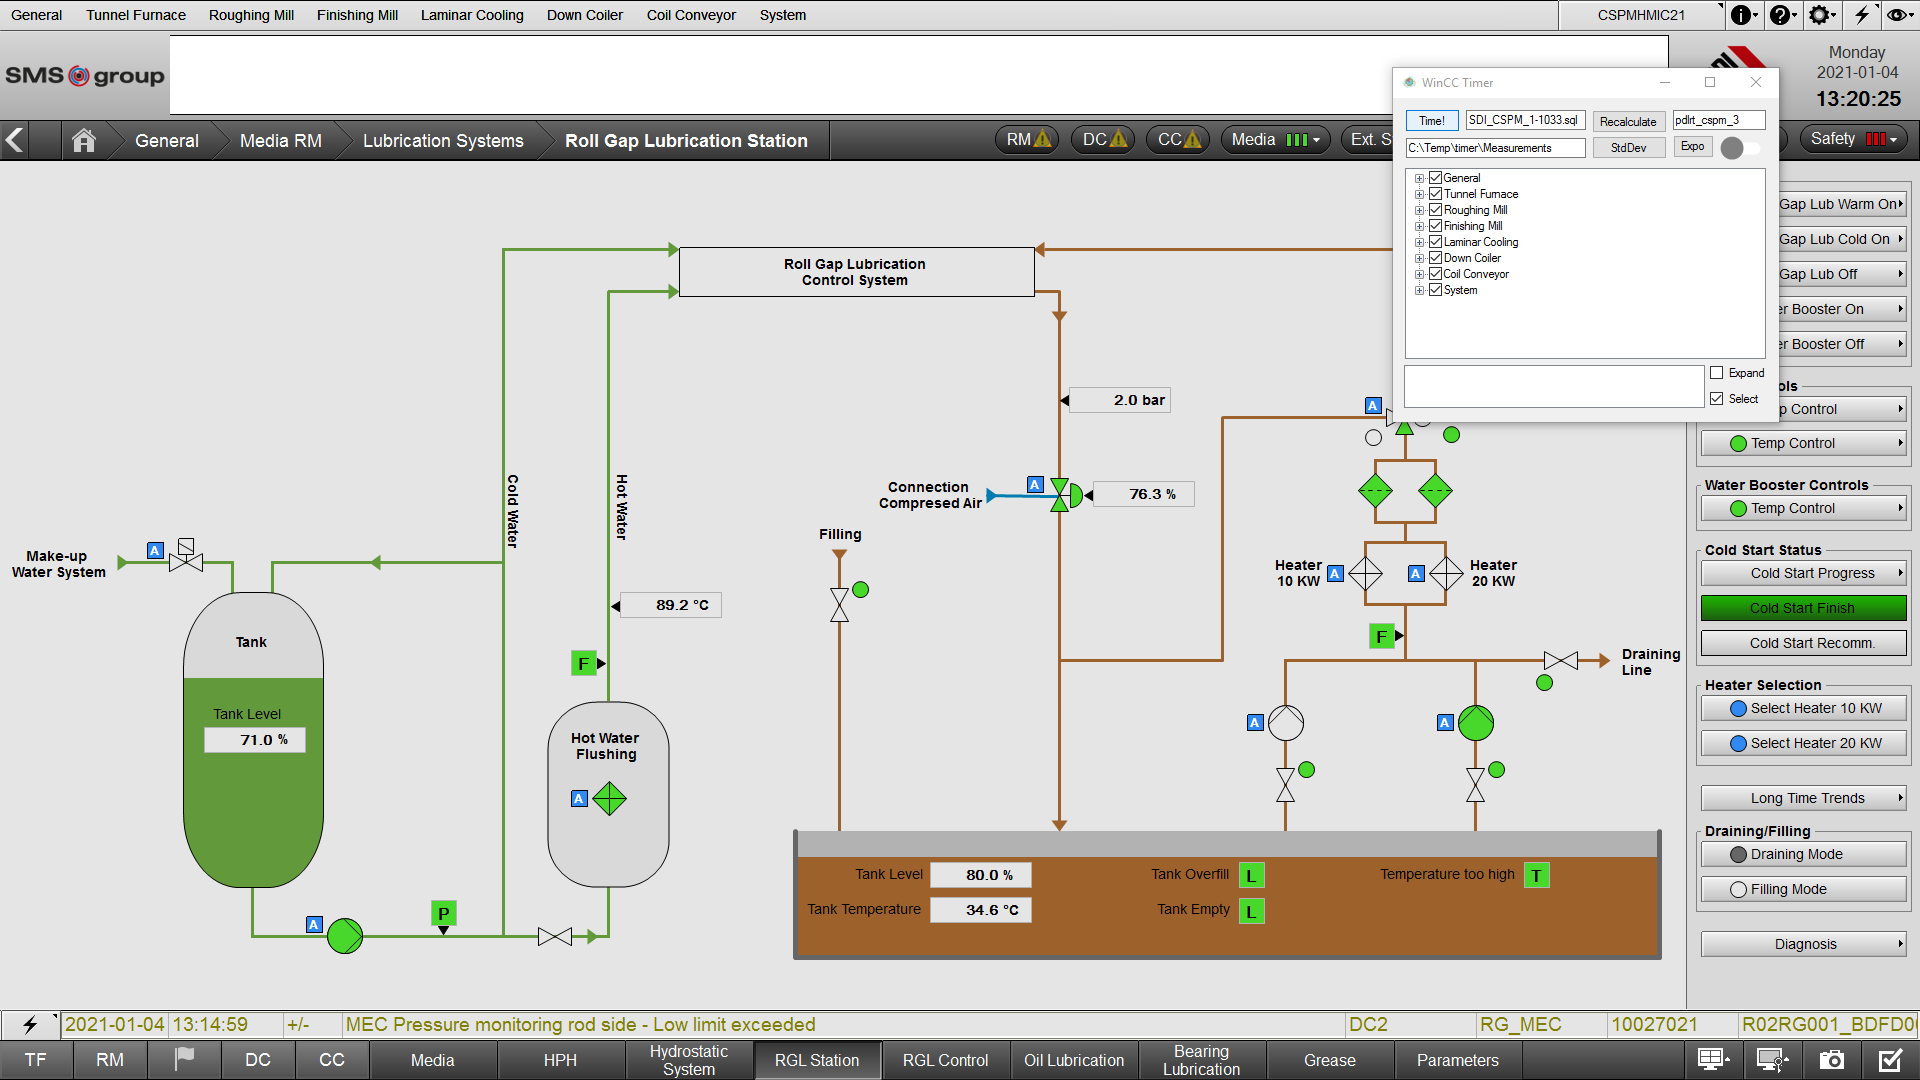 General Tunnel Furnace Roughing Mill Finishing Mill Laminar Cooling Down Coiler Coil Conveyor System CSPMHMIC21
SMS group
Monday
2021-01-04
13:20:25
General Media RM Lubrication Systems Roll Gap Lubrication Station RM DC CC Media Ext. S Safety
WinCC Timer
Time! SDI_CSPM_1-1033.sql Recalculate pdlrt_cspm_3
C:\Temp\timer\Measurements StdDev Expo
General
Tunnel Furnace
Roughing Mill
Finishing Mill
Laminar Cooling
Down Coiler
Coil Conveyor
System
Expand
Select
Gap Lub Warm On
Gap Lub Cold On
Gap Lub Off
er Booster On
er Booster Off
ols
p Control
Temp Control
Water Booster Controls
Temp Control
Cold Start Status
Cold Start Progress
Cold Start Finish
Cold Start Recomm.
Heater Selection
Select Heater 10 KW
Select Heater 20 KW
Long Time Trends
Draining/Filling
Draining Mode
Filling Mode
Diagnosis
Roll Gap Lubrication
Control System
2.0 bar
A
Connection
Compresed Air
A
76.3 %
Cold Water
Hot Water
Filling
Make-up
Water System
A
Heater
10 KW
A
A
Heater
20 KW
89.2 °C
Tank
F
F
Draining
Line
Tank Level
71.0 %
Hot Water
Flushing
A
A
A
A
P
Tank Level 80.0 % Tank Overfill L Temperature too high T
Tank Temperature 34.6 °C Tank Empty L
2021-01-04 13:14:59 +/- MEC Pressure monitoring rod side - Low limit exceeded DC2 RG_MEC 10027021 R02RG001_BDFD0
TF RM DC CC Media HPH Hydrostatic System RGL Station RGL Control Oil Lubrication Bearing Lubrication Grease Parameters